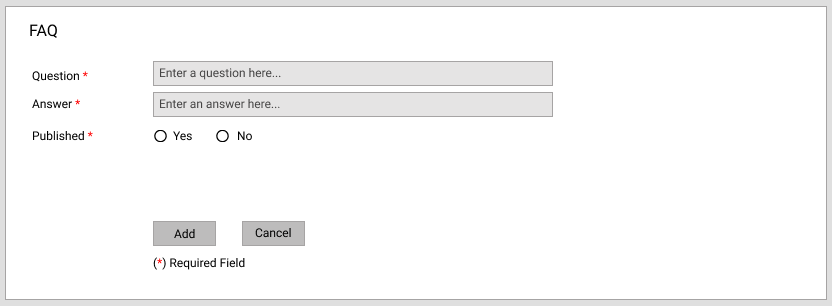 FAQ
Question * Enter a question here...
Answer * Enter an answer here...
Published * Yes No
Add Cancel
(*) Required Field